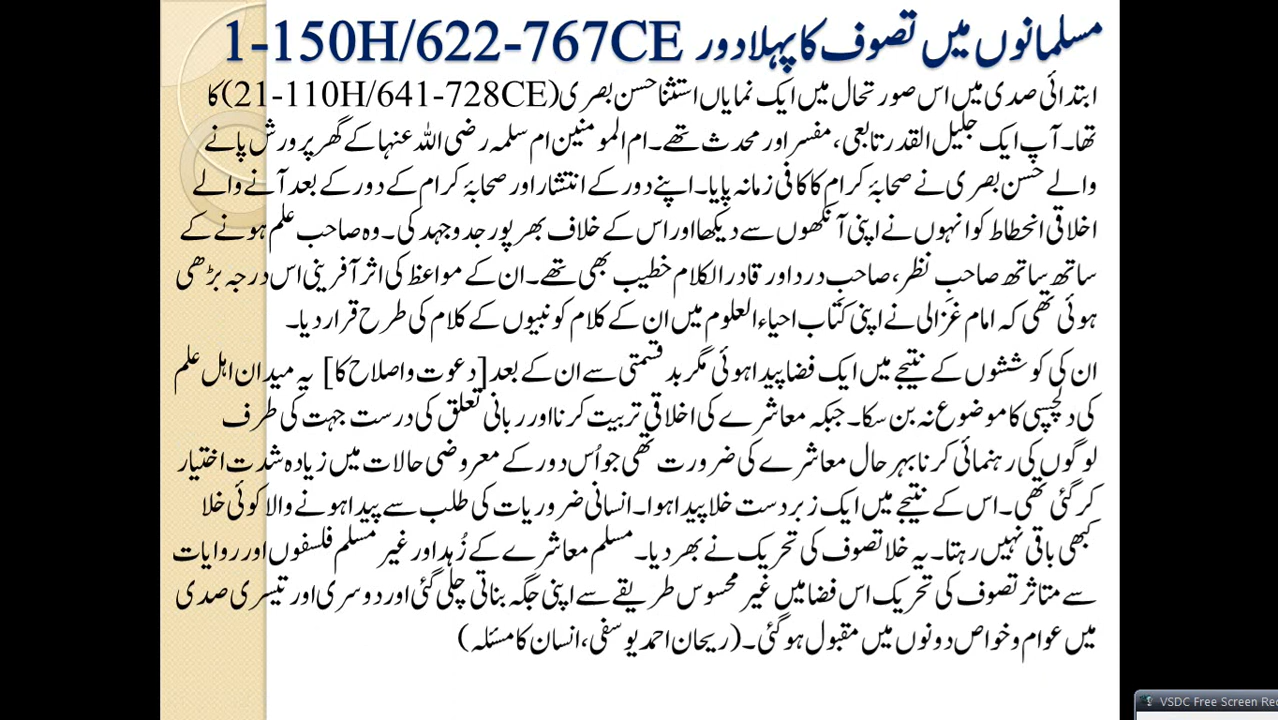 مسلمانوں میں تصوف کا پہلا دور 1-150H/622-767CE
ابتدائی صدی میں اس صورتحال میں ایک نمایاں استثنا حسن بصری (21-110H/641-728CE) کا
تھا۔ آپ ایک جلیل القدر تابعی، مفسر اور محدث تھے۔ ام المومنین ام سلمہ رضی اللہ عنہا کے گھر پرورش پانے
والے حسن بصری نے صحابۂ کرام کا کافی زمانہ پایا۔ اپنے دور کے انتشار اور صحابۂ کرام کے دور کے بعد آنے والے
اخلاقی انحطاط کو انہوں نے اپنی آنکھوں سے دیکھا اور اس کے خلاف بھرپور جدوجہد کی۔ وہ صاحب علم ہونے کے
ساتھ ساتھ صاحبِ نظر، صاحبِ درد اور قادر الکلام خطیب بھی تھے۔ ان کے مواعظ کی اثر آفرینی اس درجہ بڑھی
ہوئی تھی کہ امام غزالی نے اپنی کتاب احیاء العلوم میں ان کے کلام کو نبیوں کے کلام کی طرح قرار دیا۔
ان کی کوششوں کے نتیجے میں ایک فضا پیدا ہوئی مگر بدقسمتی سے ان کے بعد [دعوت و اصلاح کا] یہ میدان اہل علم
کی دلچسپی کا موضوع نہ بن سکا۔ جبکہ معاشرے کی اخلاقی تربیت کرنا اور ربانی تعلق کی درست جہت کی طرف
لوگوں کی رہنمائی کرنا بہرحال معاشرے کی ضرورت تھی جو اُس دور کے معروضی حالات میں زیادہ شدت اختیار
کر گئی تھی۔ اس کے نتیجے میں ایک زبردست خلا پیدا ہوا۔ انسانی ضروریات کی طلب سے پیدا ہونے والا کوئی خلا
کبھی باقی نہیں رہتا۔ یہ خلا تصوف کی تحریک نے بھر دیا۔ مسلم معاشرے کے زُہد اور غیر مسلم فلسفوں اور روایات
سے متاثر تصوف کی تحریک اس فضا میں غیر محسوس طریقے سے اپنی جگہ بناتی چلی گئی اور دوسری اور تیسری صدی
میں عوام و خواص دونوں میں مقبول ہو گئی۔ (ریحان احمد یوسفی، انسان کا مسئلہ)
VSDC Free Screen Rec